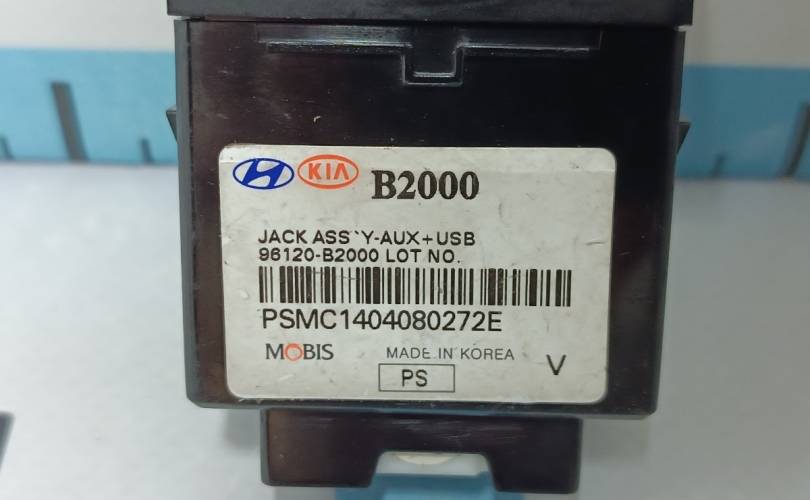 KIA B2000
JACK ASS`Y-AUX+USB
96120-B2000 LOT NO.
PSMC1404080272E
MOBIS MADE IN KOREA V
PS